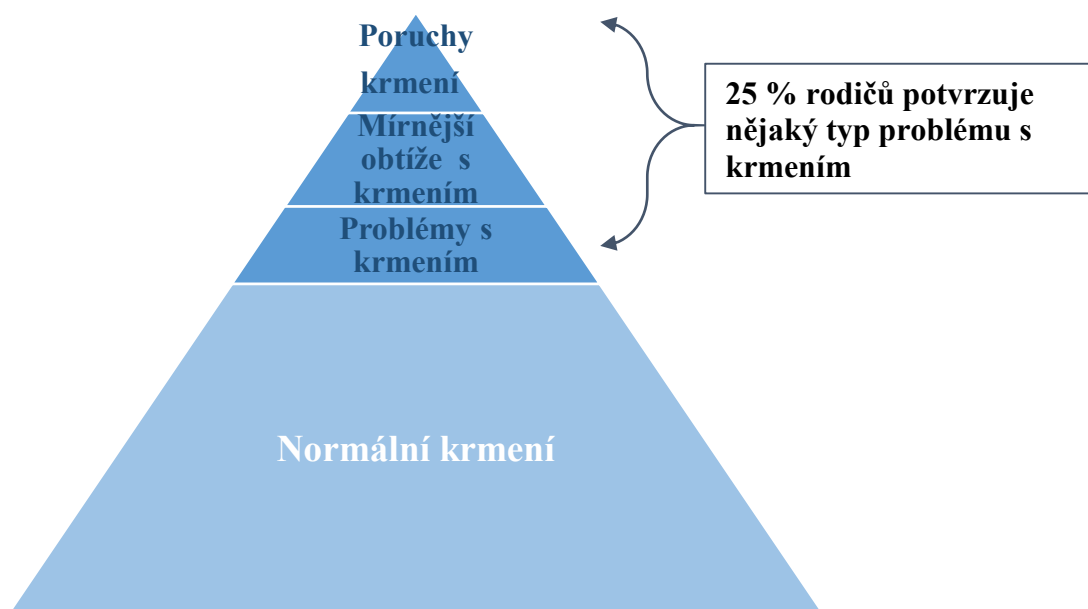 Poruchy
krmení
Mírnější
obtíže s
krmením
Problémy s
krmením
Normální krmení
25 % rodičů potvrzuje
nějaký typ problému s
krmením